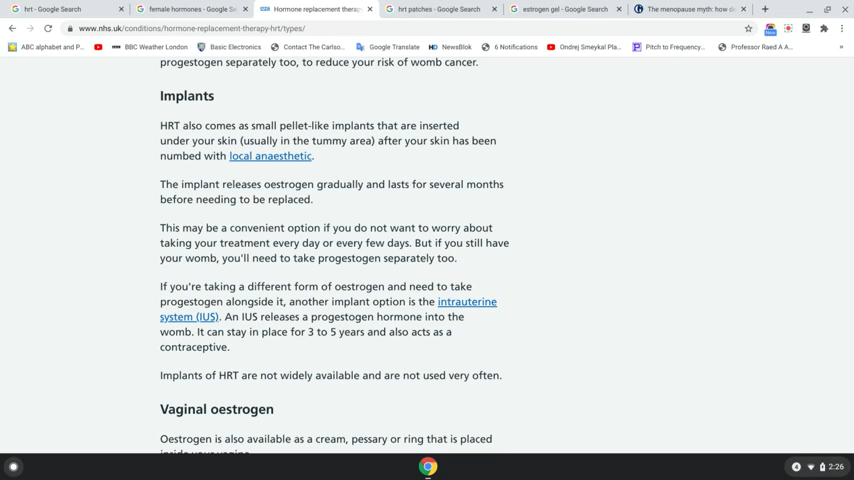 hrt - Google Search
female hormones - Google Se
Hormone replacement therap
hrt patches - Google Search
estrogen gel - Google Search
The menopause myth: how d
www.nhs.uk/conditions/hormone-replacement-therapy-hrt/types/
New
ABC alphabet and P
BBC Weather London
Basic Electronics
Contact The Carlso...
Google Translate
HD NewsBlok
6 Notifications
Ondrej Smeykal Pla...
Pitch to Frequency...
Professor Raed A A...
»
progestogen separately too, to reduce your risk of womb cancer.
Implants
HRT also comes as small pellet-like implants that are inserted
under your skin (usually in the tummy area) after your skin has been
numbed with local anaesthetic.
The implant releases oestrogen gradually and lasts for several months
before needing to be replaced.
This may be a convenient option if you do not want to worry about
taking your treatment every day or every few days. But if you still have
your womb, you'll need to take progestogen separately too.
If you're taking a different form of oestrogen and need to take
progestogen alongside it, another implant option is the intrauterine
system (IUS). An IUS releases a progestogen hormone into the
womb. It can stay in place for 3 to 5 years and also acts as a
contraceptive.
Implants of HRT are not widely available and are not used very often.
Vaginal oestrogen
Oestrogen is also available as a cream, pessary or ring that is placed
inside your vagina.
4 2:26